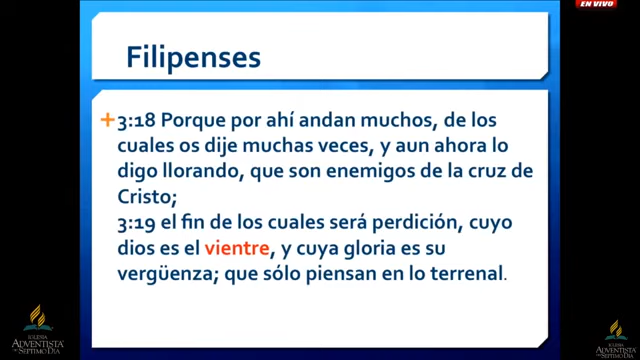 EN VIVO
Filipenses
+3:18 Porque por ahí andan muchos, de los
cuales os dije muchas veces, y aun ahora lo
digo llorando, que son enemigos de la cruz de
Cristo;
3:19 el fin de los cuales será perdición, cuyo
dios es el vientre, y cuya gloria es su
vergüenza; que sólo piensan en lo terrenal.
IGLESIA
ADVENTISTA
DEL SÉPTIMO DÍA
IGLESIA
ADVENTISTA
DEL SÉPTIMO DÍA